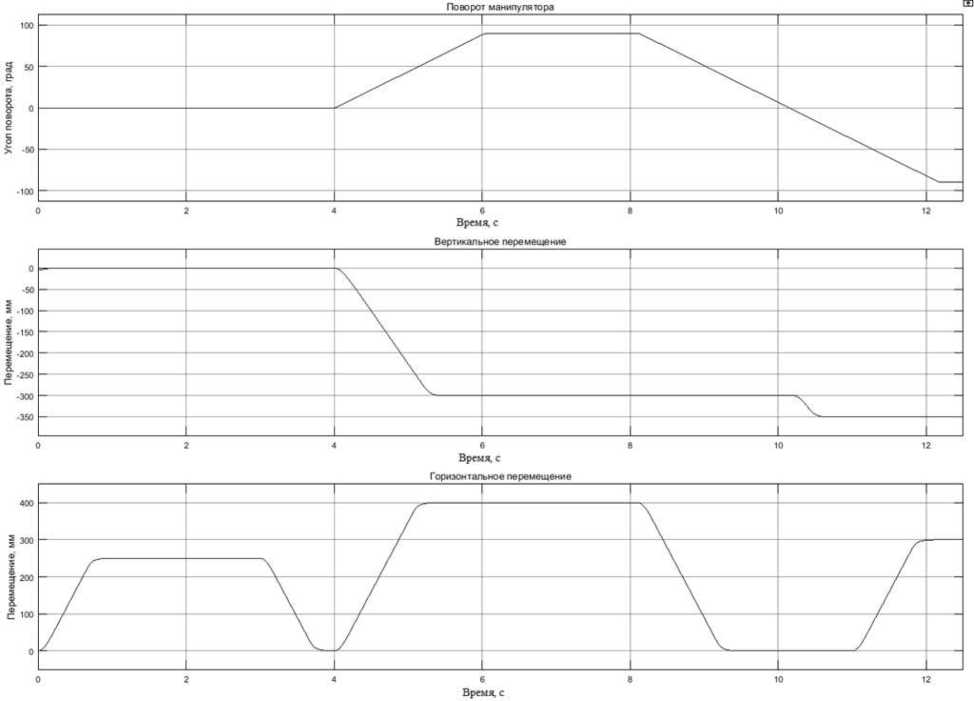 Поворот манипулятора
100
50
0
-50
-100
Угол поворота, град
0 2 4 6 8 10 12
Время, с
Вертикальное перемещение
0
-50
-100
-150
-200
-250
-300
-350
Перемещение, мм
0 2 4 6 8 10 12
Время, с
Горизонтальное перемещение
400
300
200
100
0
Перемещение, мм
0 2 4 6 8 10 12
Время, с